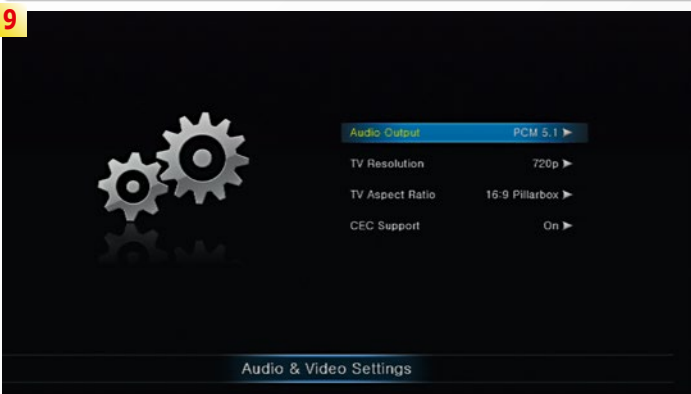 9
Audio Output PCM 5.1
TV Resolution 720p
TV Aspect Ratio 16:9 Pillarbox
CEC Support On
Audio & Video Settings